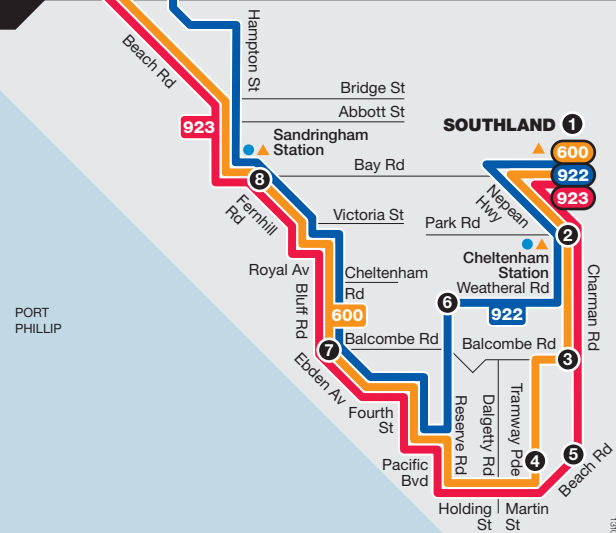 Hampton St
Beach Rd
Bridge St
Abbott St
923
Sandringham
Station
SOUTHLAND 1
600
922
923
Bay Rd
8
Nepean
Hwy
Fernhill
Rd
Victoria St
Park Rd
2
Cheltenham
Station
Royal Av
Cheltenham
Rd
Weatheral Rd
6
922
Charman Rd
Bluff Rd
600
PORT
PHILLIP
7
Balcombe Rd
Balcombe Rd
3
Ebden Av
Fourth
St
Reserve Rd
Dalgetty Rd
Tramway Pde
4
5
Beach Rd
Pacific
Bvd
Holding
St
Martin
St